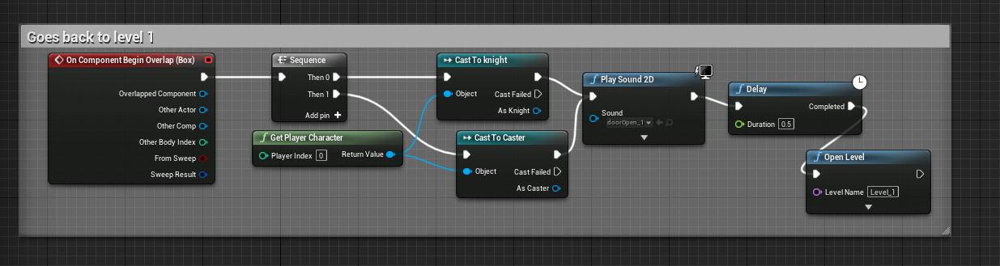 Goes back to level 1
On Component Begin Overlap (Box)
Overlapped Component
Other Actor
Other Comp
Other Body Index
From Sweep
Sweep Result
Sequence
Then 0
Then 1
Add pin +
Get Player Character
Player Index 0
Return Value
Cast To knight
Object
Cast Failed
As Knight
Cast To Caster
Object
Cast Failed
As Caster
Play Sound 2D
Sound
doorOpen_1
Delay
Completed
Duration 0.5
Open Level
Level Name Level_1